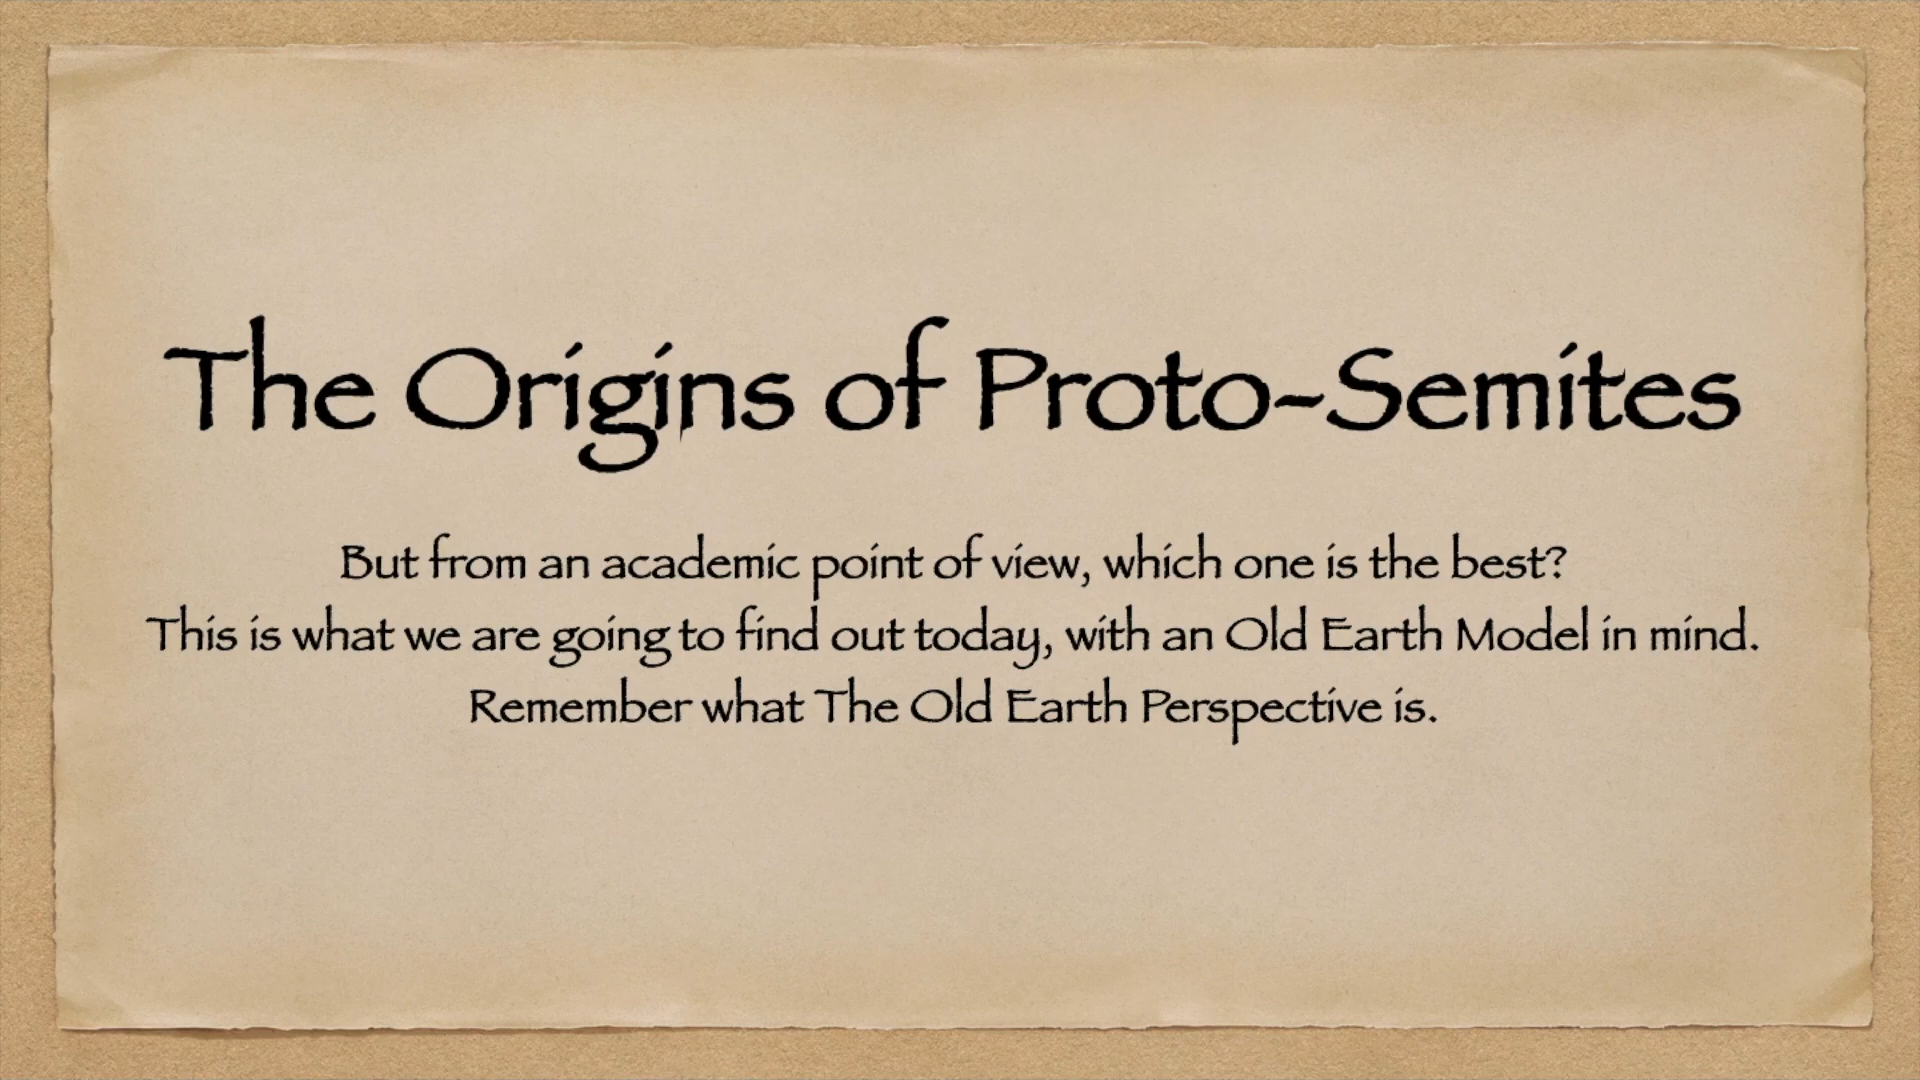 The Origins of Proto-Semites
But from an academic point of view, which one is the best?
This is what we are going to find out today, with an Old Earth Model in mind.
Remember what The Old Earth Perspective is.